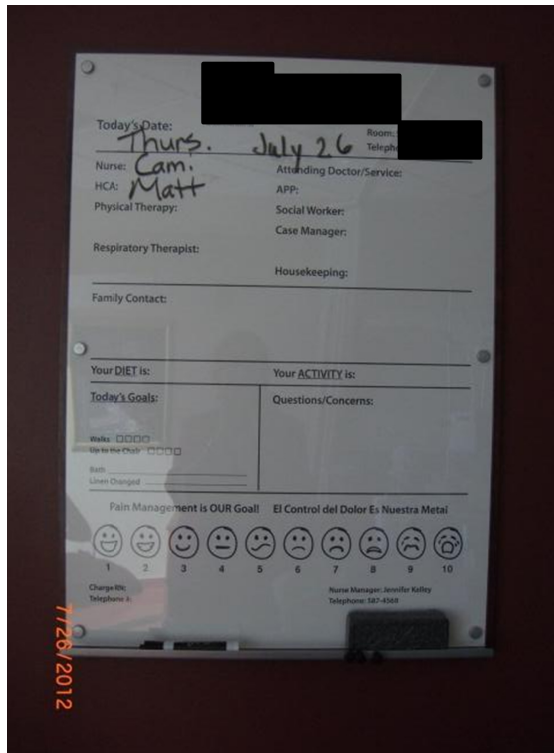 Today's Date: Thurs. July 26
Room:
Nurse: Cam. Attending Doctor/Service:
HCA: Matt APP:
Physical Therapy: Social Worker:
Case Manager:
Respiratory Therapist:
Housekeeping:
Family Contact:
Your DIET is: Your ACTIVITY is:
Today's Goals: Questions/Concerns:
Walks
Up to the Chair
Bath
Linen Changed
Pain Management is OUR Goal! El Control del Dolor Es Nuestra Meta!
1 2 3 4 5 6 7 8 9 10
Charge RN: Nurse Manager: Jennifer Kelley
Telephone #: Telephone: 587-4568
7/26/2012